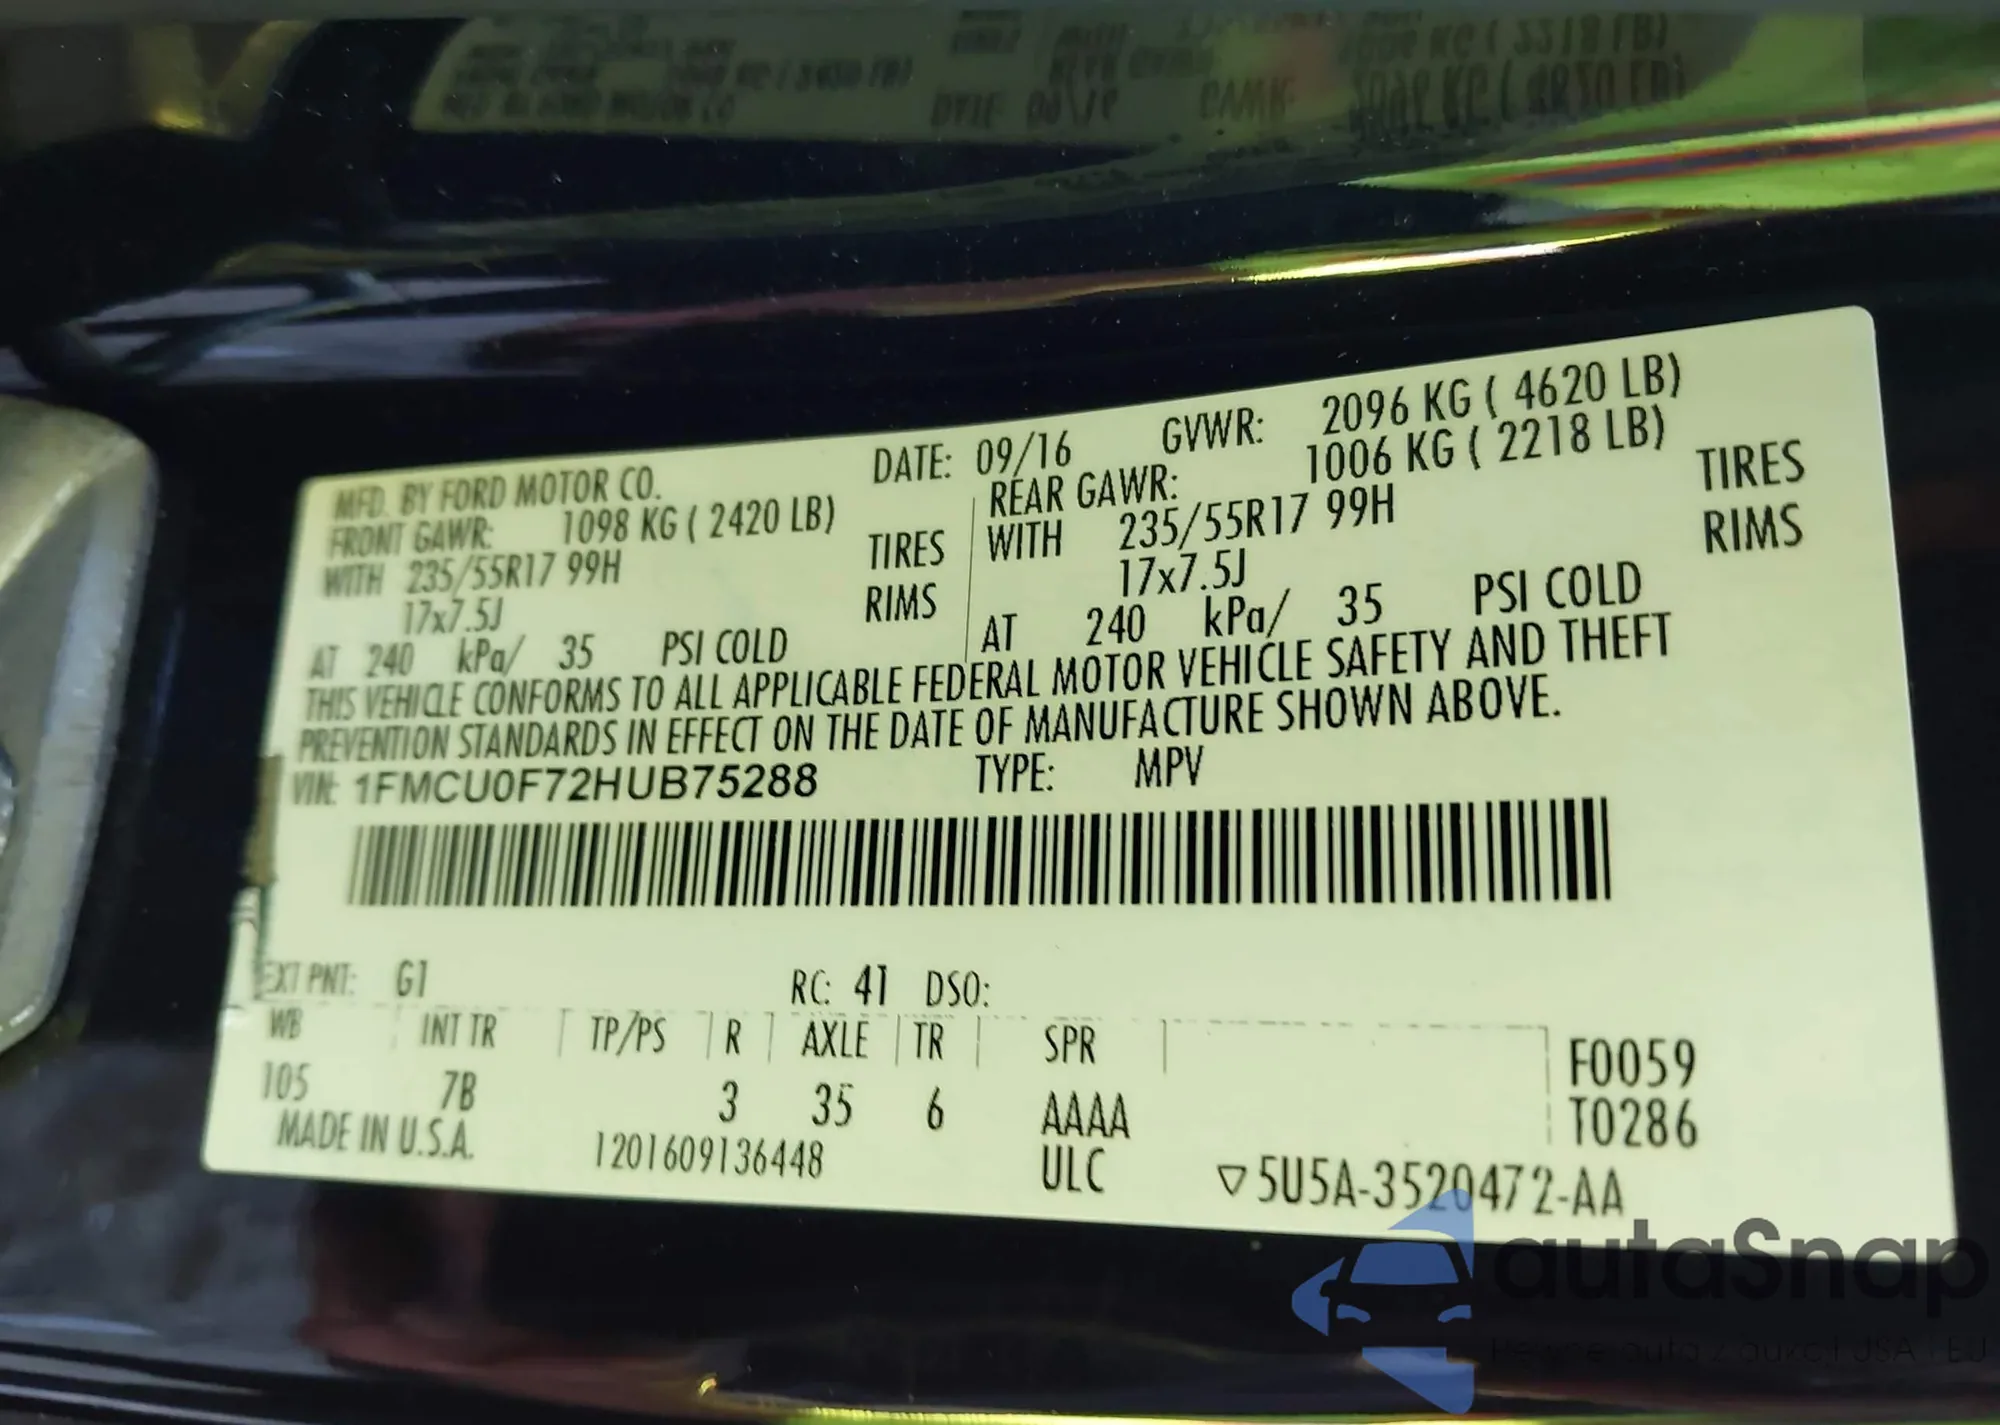 MFD. BY FORD MOTOR CO. DATE: 09/16 GVWR: 2096 KG ( 4620 LB)
FRONT GAWR: 1098 KG ( 2420 LB) REAR GAWR: 1006 KG ( 2218 LB)
WITH 235/55R17 99H TIRES WITH 235/55R17 99H TIRES
17x7.5J RIMS 17x7.5J RIMS
AT 240 kPa/ 35 PSI COLD AT 240 kPa/ 35 PSI COLD
THIS VEHICLE CONFORMS TO ALL APPLICABLE FEDERAL MOTOR VEHICLE SAFETY AND THEFT
PREVENTION STANDARDS IN EFFECT ON THE DATE OF MANUFACTURE SHOWN ABOVE.
VIN: 1FMCU0F72HUB75288 TYPE: MPV
EXT PNT: G1 RC: 41 DSO:
WB INT TR TP/PS R AXLE TR SPR
105 7B 3 35 6 AAAA
F0059
T0286
MADE IN U.S.A. 1201609136448 ULC ▽5U5A-3520472-AA
autaSnap